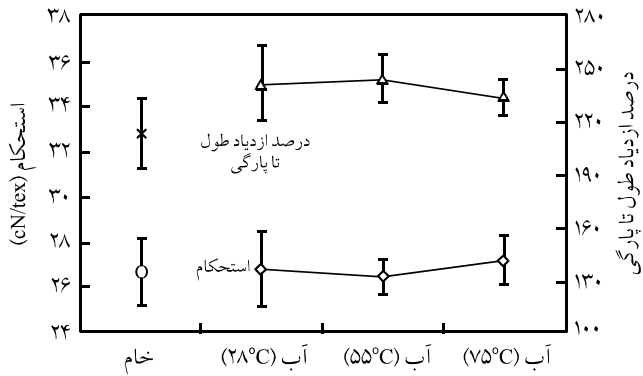 ۳۸
۳۶
۳۴
۳۲
۳۰
۲۸
۲۶
۲۴
استحکام (cN/tex)
۲۸۰
۲۵۰
۲۲۰
۱۹۰
۱۶۰
۱۳۰
۱۰۰
درصد ازدیاد طول تا پارگی
درصد ازدیاد طول
تا پارگی
استحکام
خام
آب (۲۸°C)
آب (۵۵°C)
آب (۷۵°C)